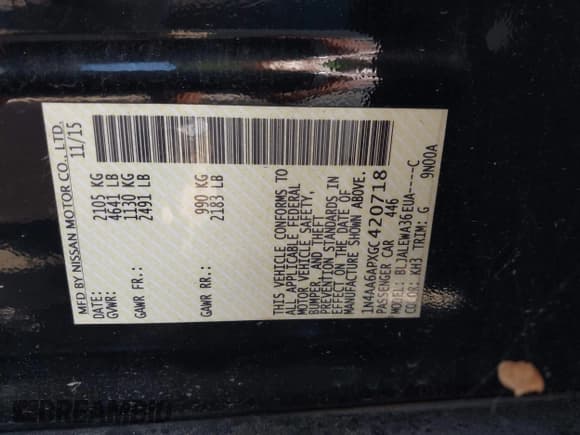 MFD BY NISSAN MOTOR CO., LTD.
DATE: 11/15
GVWR: 2105 KG
4641 LB
GAWR FR: 1130 KG
2491 LB
GAWR RR: 990 KG
2183 LB
THIS VEHICLE CONFORMS TO
ALL APPLICABLE FEDERAL
MOTOR VEHICLE SAFETY,
BUMPER, AND THEFT
PREVENTION STANDARDS IN
EFFECT ON THE DATE OF
MANUFACTURE SHOWN ABOVE.
1N4AA6APXGC420718
PASSENGER CAR 446
MODEL: BLJALEWA36EUA----C
COLOR: KH3 TRIM: G 9N00A
DREAMBID